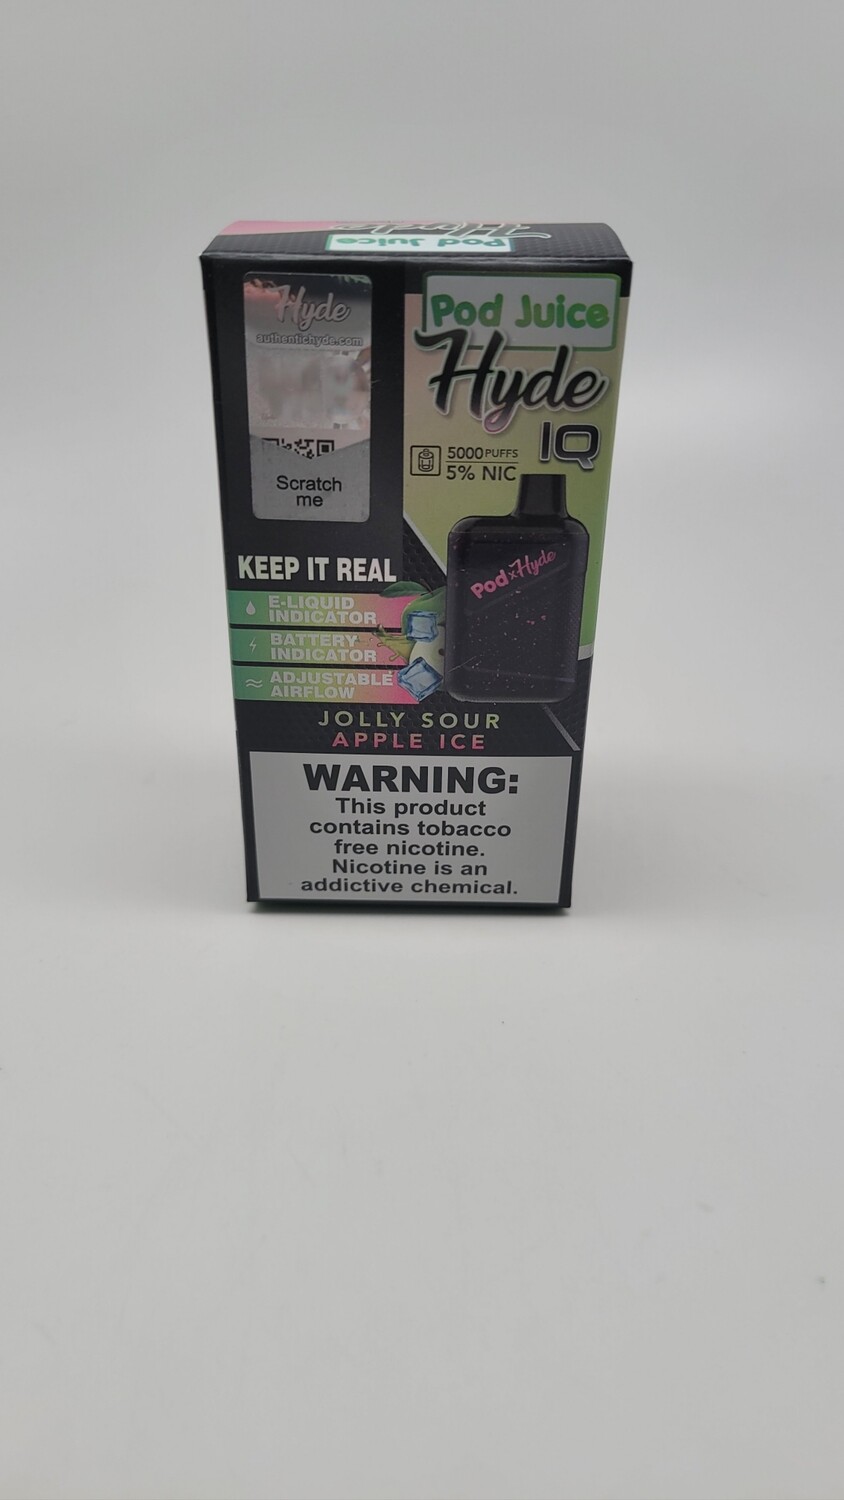 Pod Juice
Hyde
Hyde
authentichyde.com
Scratch
me
Pod Juice
Hyde
IQ
5000 PUFFS
5% NIC
Pod x Hyde
KEEP IT REAL
E-LIQUID
INDICATOR
BATTERY
INDICATOR
ADJUSTABLE
AIRFLOW
JOLLY SOUR
APPLE ICE
WARNING:
This product
contains tobacco
free nicotine.
Nicotine is an
addictive chemical.